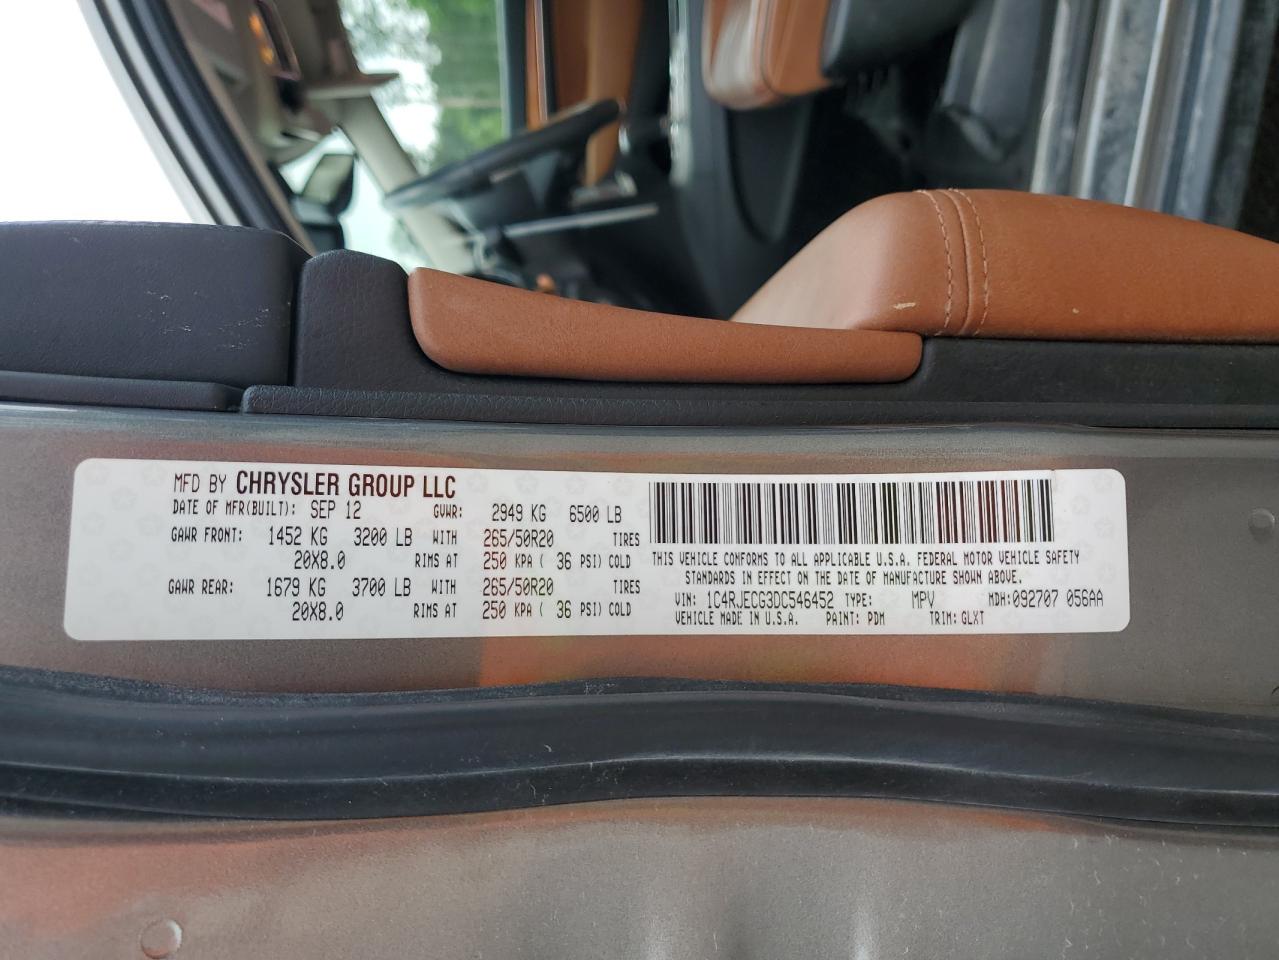 MFD BY CHRYSLER GROUP LLC
DATE OF MFR(BUILT): SEP 12 GVWR: 2949 KG 6500 LB
GAWR FRONT: 1452 KG 3200 LB WITH 265/50R20 TIRES
20X8.0 RIMS AT 250 KPA ( 36 PSI) COLD
GAWR REAR: 1679 KG 3700 LB WITH 265/50R20 TIRES
20X8.0 RIMS AT 250 KPA ( 36 PSI) COLD
THIS VEHICLE CONFORMS TO ALL APPLICABLE U.S.A. FEDERAL MOTOR VEHICLE SAFETY
STANDARDS IN EFFECT ON THE DATE OF MANUFACTURE SHOWN ABOVE.
VIN: 1C4RJECG3DC546452 TYPE: MPV MDH:092707 056AA
VEHICLE MADE IN U.S.A. PAINT: PDM TRIM: GLXT